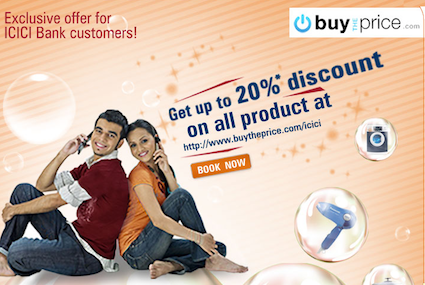 Exclusive offer for
ICICI Bank customers!
buy THE price.com
Get up to 20%* discount
on all product at
http://www.buytheprice.com/icici
BOOK NOW